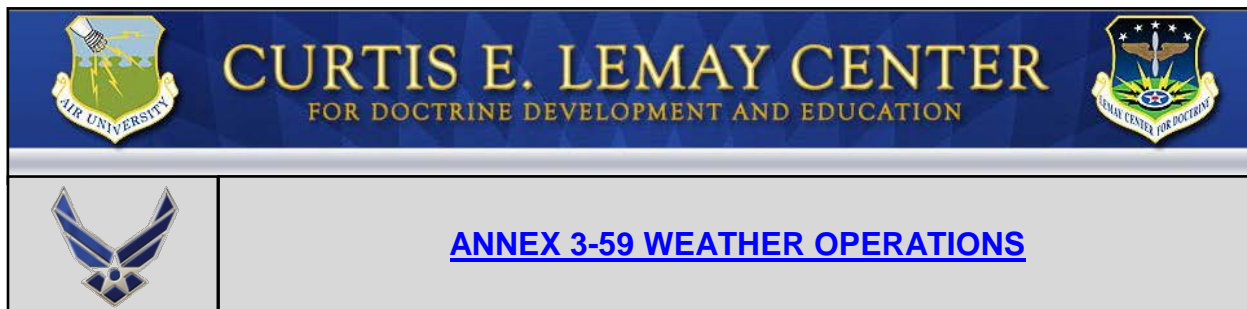 CURTIS E. LEMAY CENTER
FOR DOCTRINE DEVELOPMENT AND EDUCATION
AIR UNIVERSITY
LEMAY CENTER FOR DOCTRINE
ANNEX 3-59 WEATHER OPERATIONS